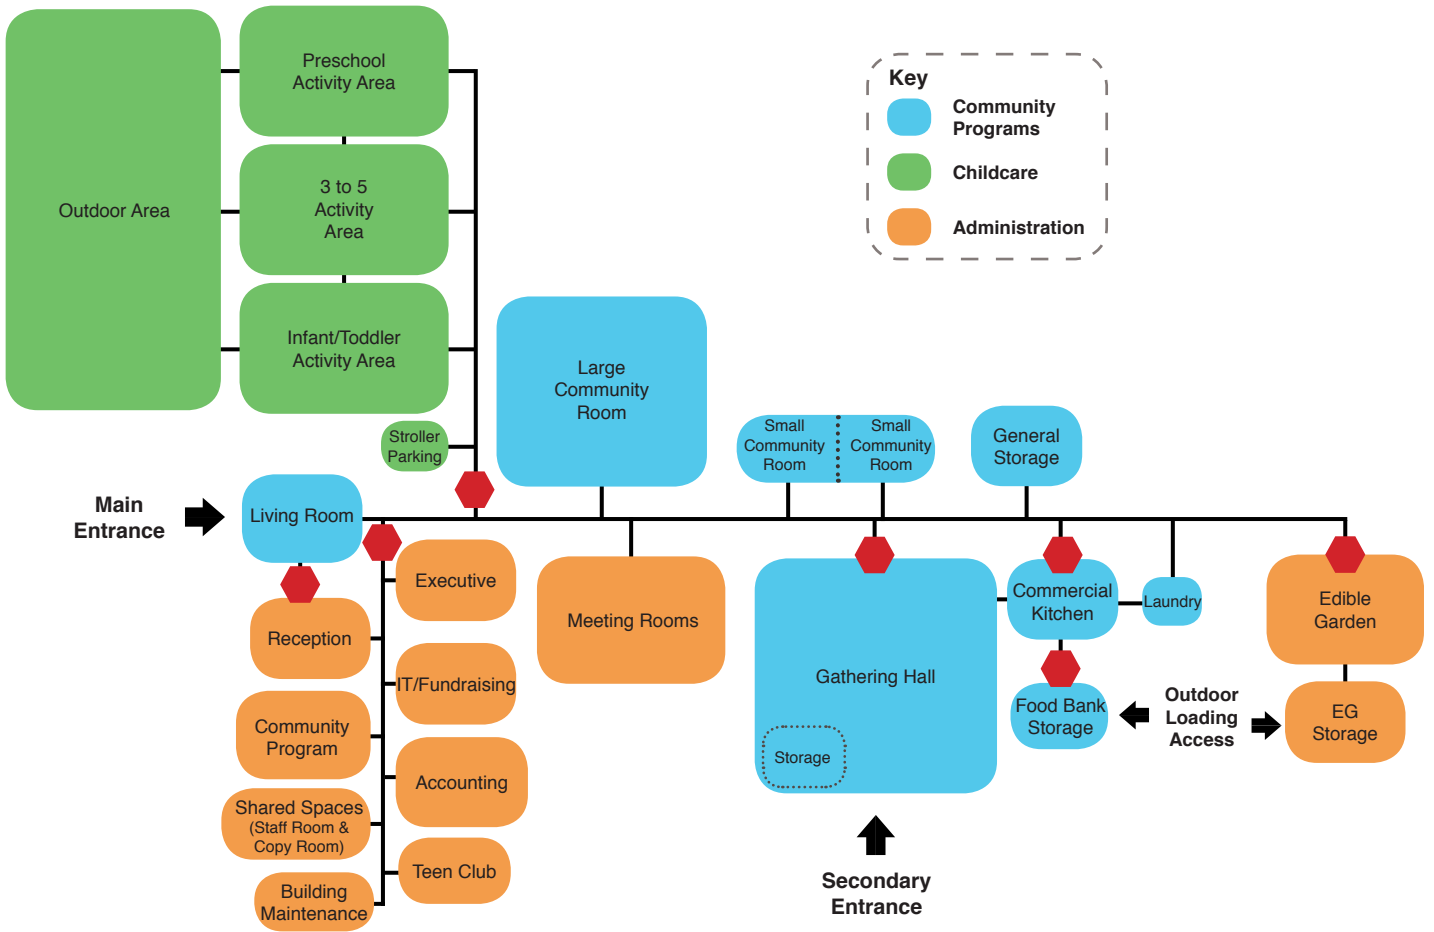 Preschool
Activity Area
Outdoor Area
3 to 5
Activity
Area
Infant/Toddler
Activity Area
Stroller
Parking
Key
Community
Programs
Childcare
Administration
Large
Community
Room
Small
Community
Room
Small
Community
Room
General
Storage
Main
Entrance
Living Room
Executive
Reception
IT/Fundraising
Community
Program
Accounting
Shared Spaces
(Staff Room &
Copy Room)
Teen Club
Building
Maintenance
Meeting Rooms
Gathering Hall
Storage
Commercial
Kitchen
Laundry
Edible
Garden
Food Bank
Storage
Outdoor
Loading
Access
EG
Storage
Secondary
Entrance